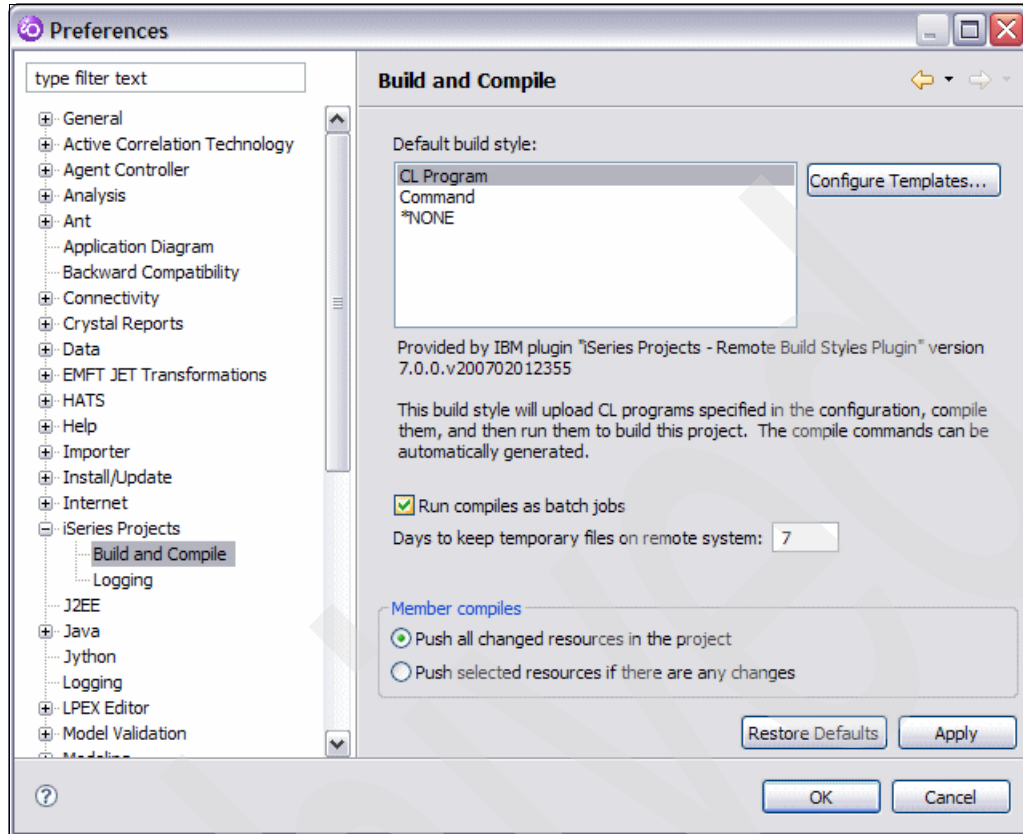 Preferences
type filter text
General
Active Correlation Technology
Agent Controller
Analysis
Ant
Application Diagram
Backward Compatibility
Connectivity
Crystal Reports
Data
EMFT JET Transformations
HATS
Help
Importer
Install/Update
Internet
iSeries Projects
Build and Compile
Logging
J2EE
Java
Jython
Logging
LPEX Editor
Model Validation
Modeling
Build and Compile
Default build style:
CL Program
Command
*NONE
Configure Templates...
Provided by IBM plugin "iSeries Projects - Remote Build Styles Plugin" version
7.0.0.v200702012355
This build style will upload CL programs specified in the configuration, compile
them, and then run them to build this project. The compile commands can be
automatically generated.
Run compiles as batch jobs
Days to keep temporary files on remote system: 7
Member compiles
Push all changed resources in the project
Push selected resources if there are any changes
Restore Defaults
Apply
OK
Cancel